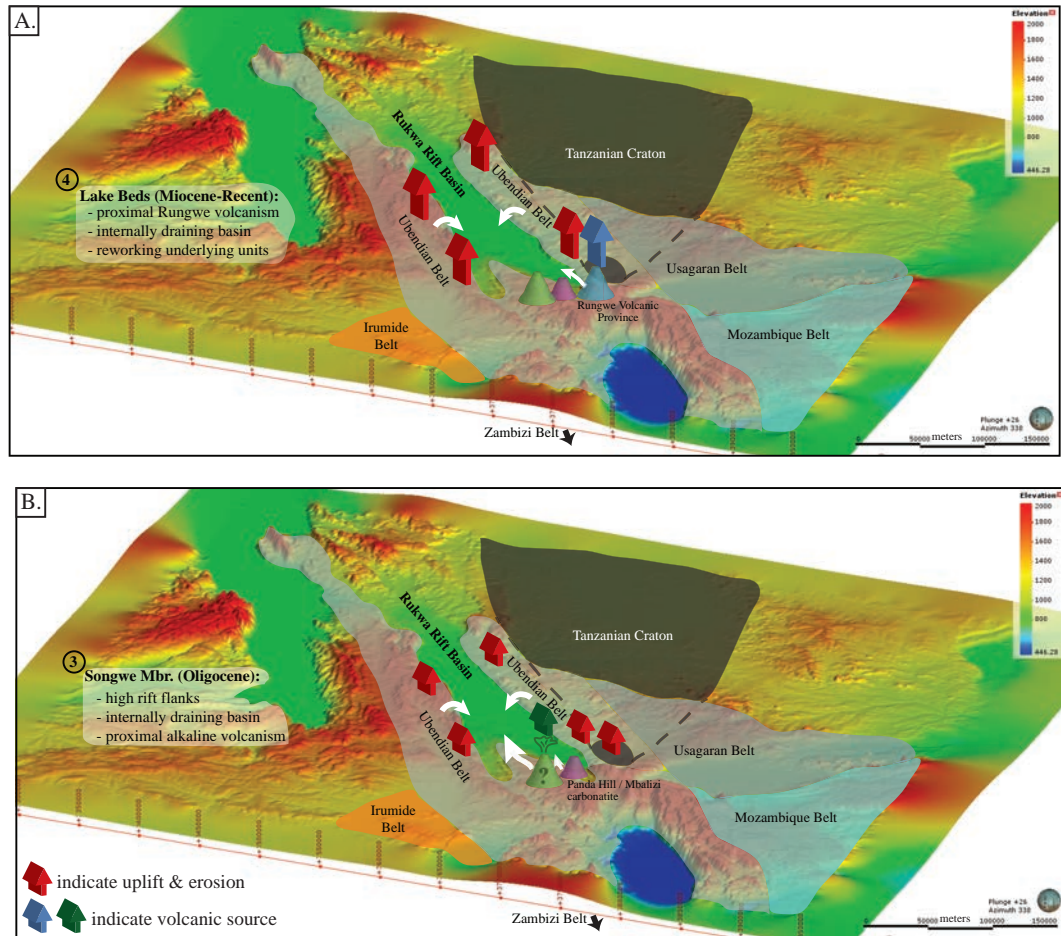 A.
Elevation
2000
1800
1600
1400
1200
1000
800
446.28
Tanzanian Craton
Rukwa Rift Basin
Ubendian Belt
4
Lake Beds (Miocene-Recent):
- proximal Rungwe volcanism
- internally draining basin
- reworking underlying units
Ubendian Belt
Usagaran Belt
Rungwe Volcanic
Province
Irumide
Belt
Mozambique Belt
Zambizi Belt
Plunge +26
Azimuth 338
0 50000 meters 100000 150000
B.
Elevation
2000
1800
1600
1400
1200
1000
800
446.28
Tanzanian Craton
Rukwa Rift Basin
Ubendian Belt
3
Songwe Mbr. (Oligocene):
- high rift flanks
- internally draining basin
- proximal alkaline volcanism
Ubendian Belt
Usagaran Belt
?
Panda Hill / Mbalizi
carbonatite
Irumide
Belt
Mozambique Belt
indicate uplift & erosion
indicate volcanic source
Zambizi Belt
Plunge +26
Azimuth 338
0 50000 meters 100000 150000